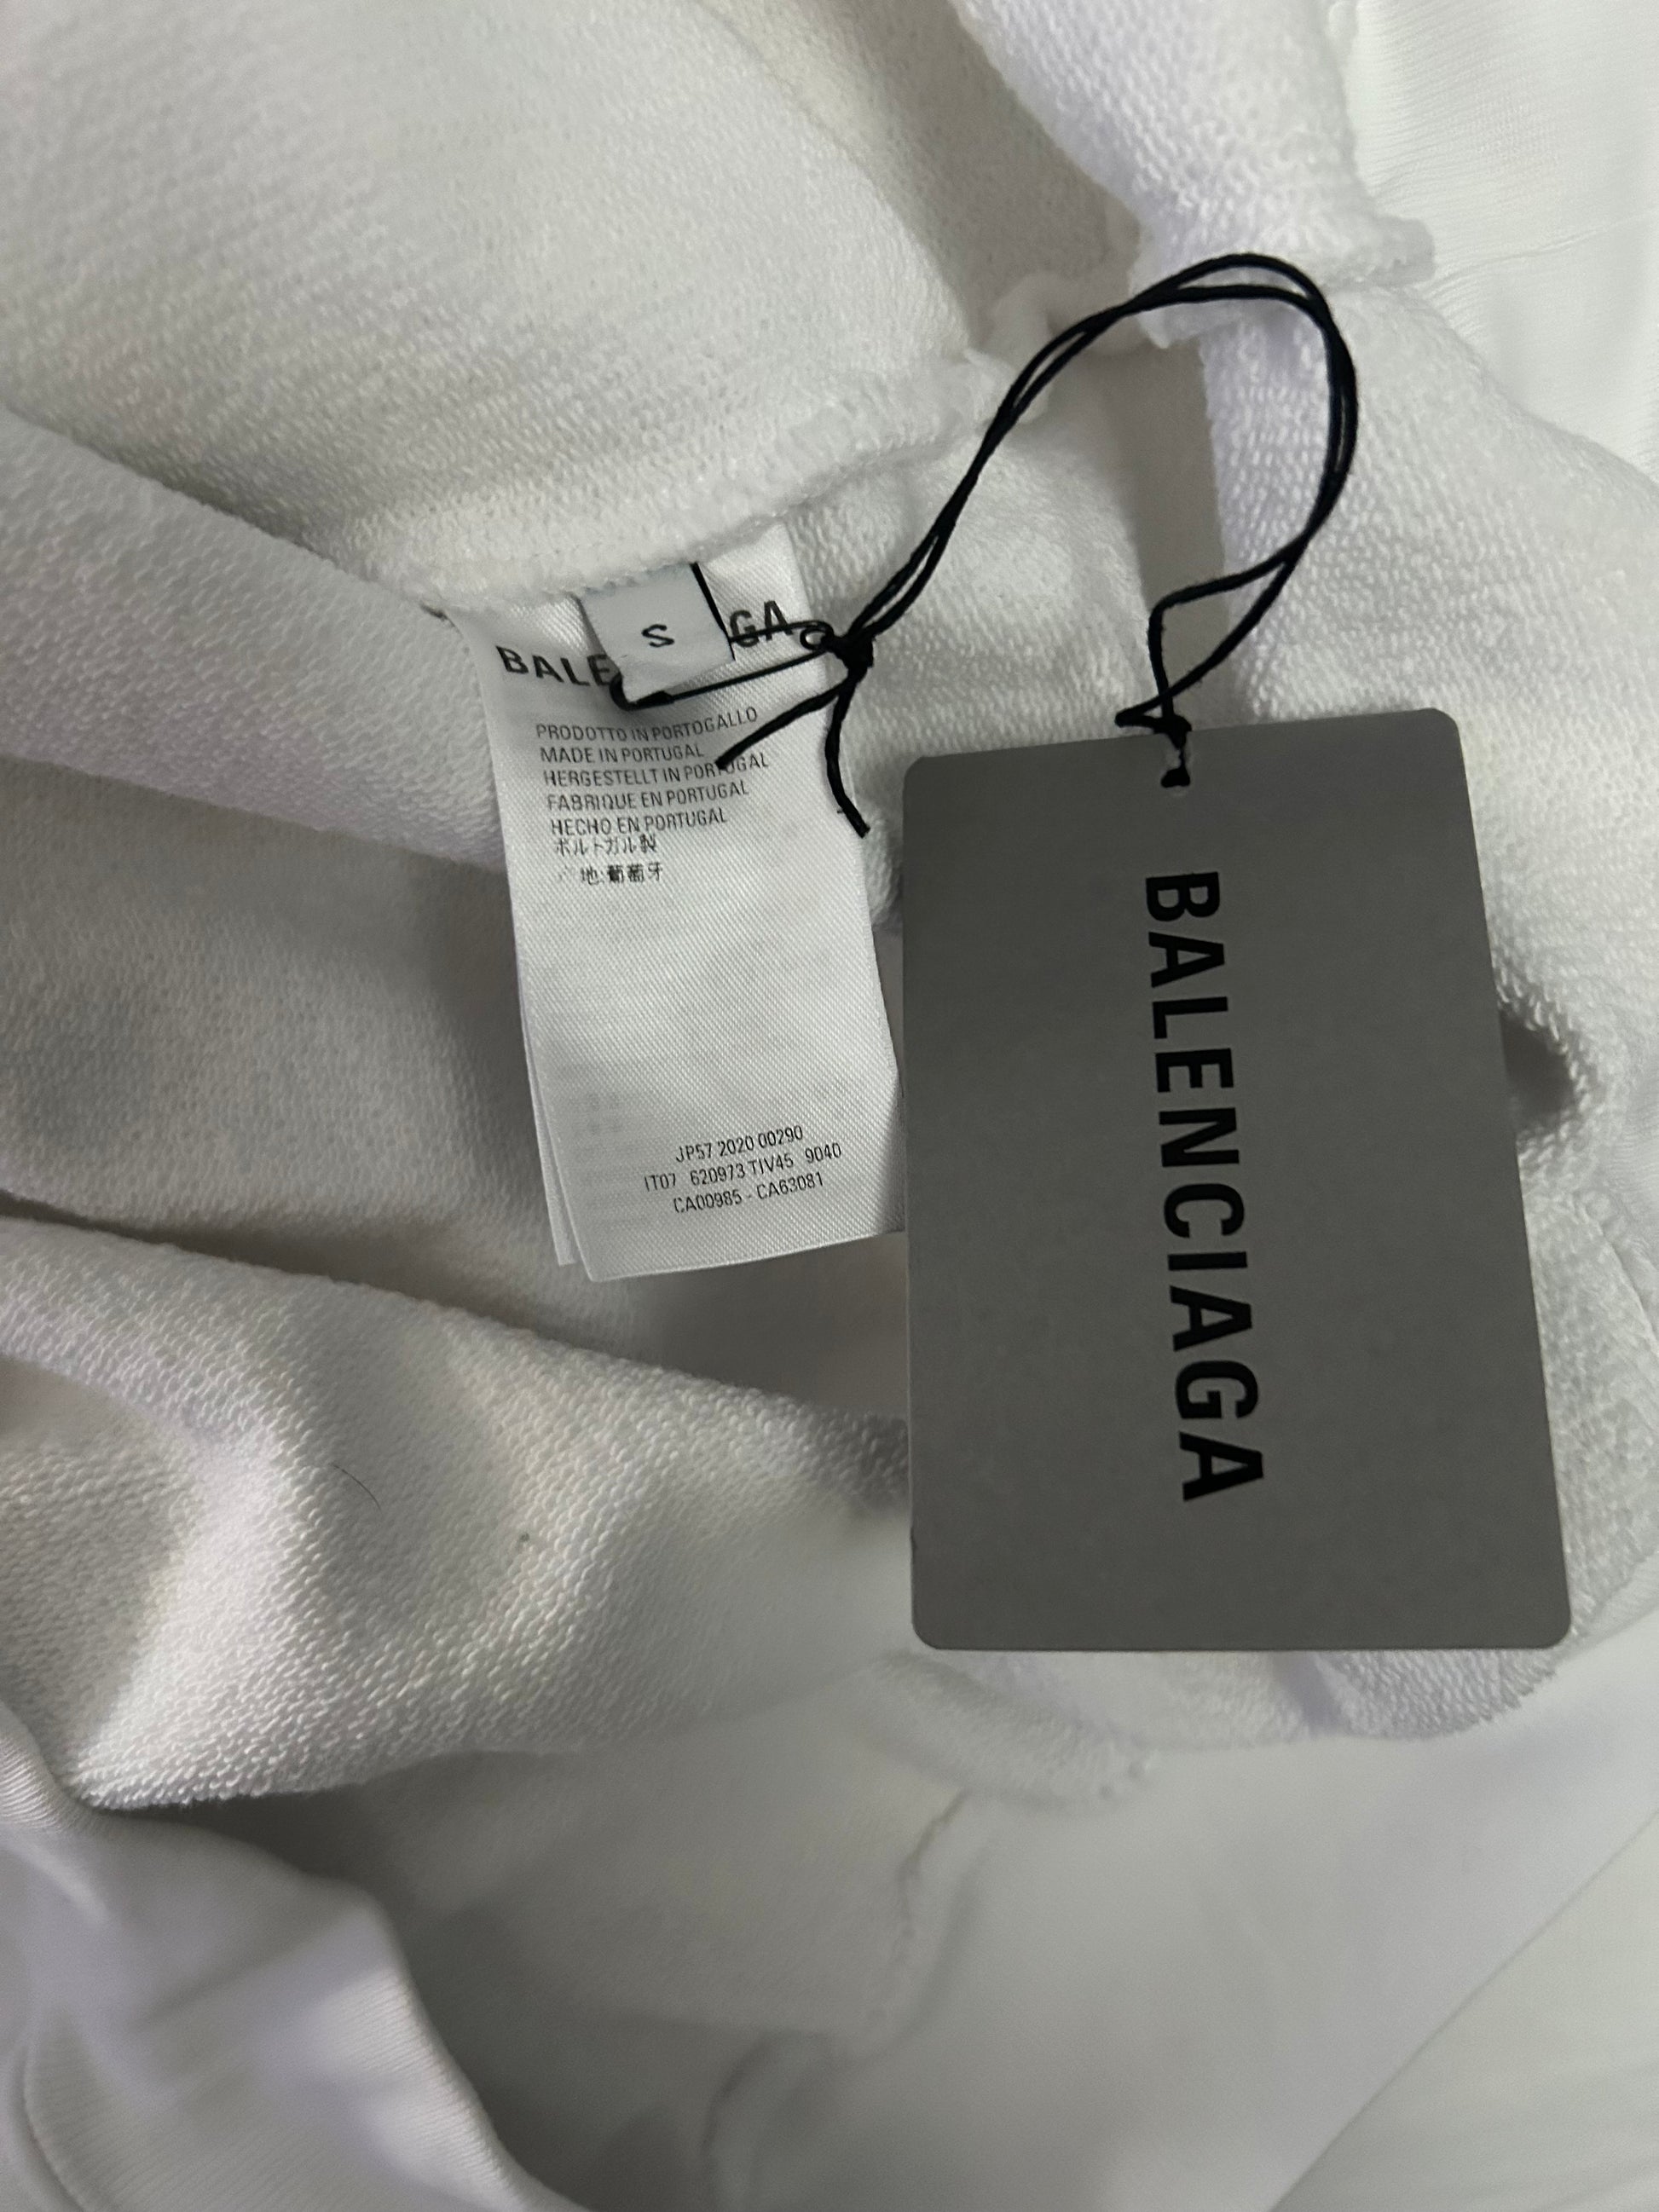 S
BALE GA
PRODOTTO IN PORTOGALLO
MADE IN PORTUGAL
HERGESTELLT IN PORTUGAL
FABRIQUE EN PORTUGAL
HECHO EN PORTUGAL
ポルトガル製
地:葡萄牙
JP57 2020 00290
IT07 620973 TIV45 9040
CA00985 - CA63081
BALENCIAGA